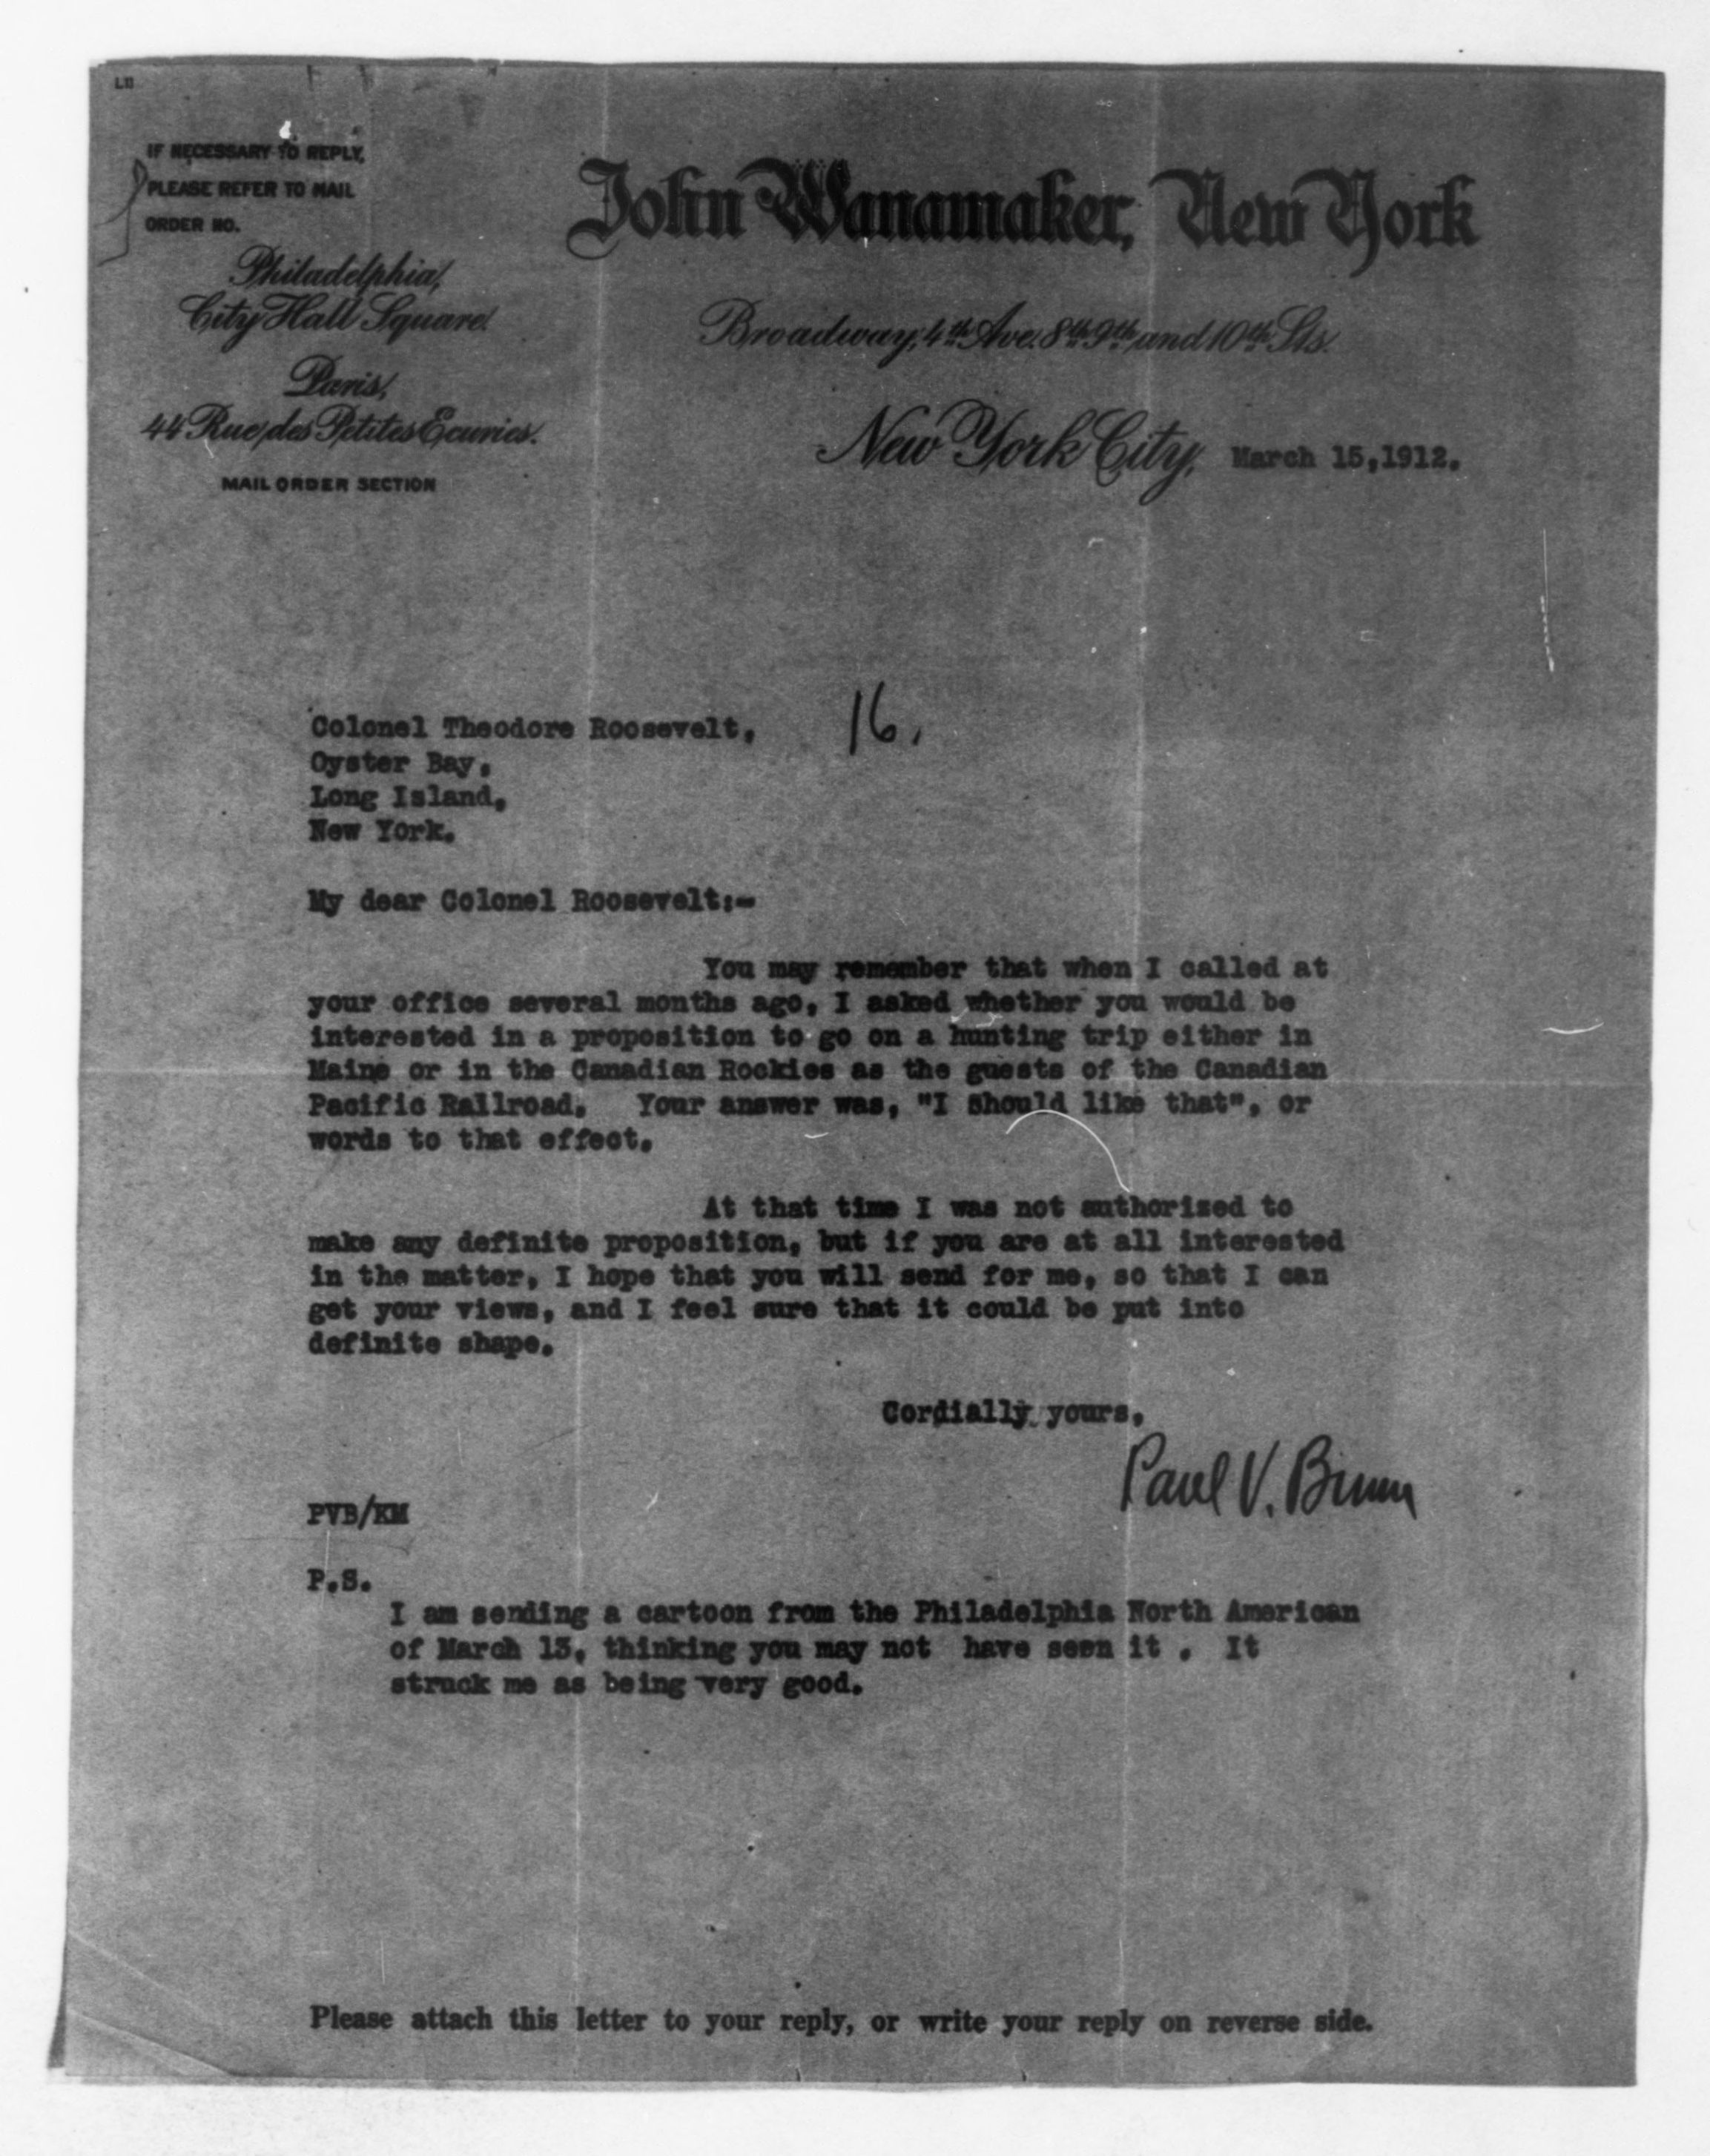 LII
IF NECESSARY TO REPLY,
PLEASE REFER TO MAIL
ORDER NO.
Philadelphia,
City Hall Square.
Paris,
44 Rue des Petites Ecuries.
MAIL ORDER SECTION
John Wanamaker, New York
Broadway, 4th Ave. 8th 9th and 10th Sts.
New York City, March 15,1912.
16.
Colonel Theodore Roosevelt,
Oyster Bay,
Long Island,
New York.
My dear Colonel Roosevelt:-
You may remember that when I called at
your office several months ago, I asked whether you would be
interested in a proposition to go on a hunting trip either in
Maine or in the Canadian Rockies as the guests of the Canadian
Pacific Railroad. Your answer was, "I should like that", or
words to that effect.
At that time I was not authorized to
make any definite proposition, but if you are at all interested
in the matter, I hope that you will send for me, so that I can
get your views, and I feel sure that it could be put into
definite shape.
Cordially yours,
Paul V. Bunn
PVB/KM
P.S.
I am sending a cartoon from the Philadelphia North American
of March 13, thinking you may not have seen it . It
struck me as being very good.
Please attach this letter to your reply, or write your reply on reverse side.